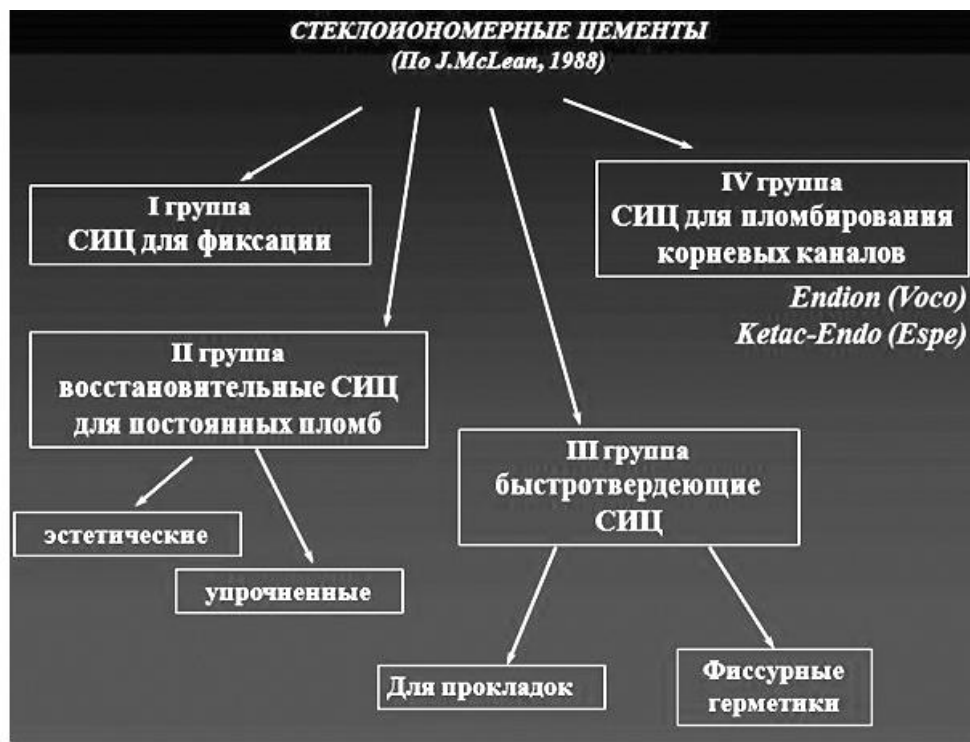 СТЕКЛОИОНОМЕРНЫЕ ЦЕМЕНТЫ
(По J.McLean, 1988)
I группа
СИЦ для фиксации
IV группа
СИЦ для пломбирования
корневых каналов
Endion (Voco)
Ketac-Endo (Espe)
II группа
восстановительные СИЦ
для постоянных пломб
III группа
быстротвердеющие
СИЦ
эстетические
упрочненные
Для прокладок
Фиссурные
герметики